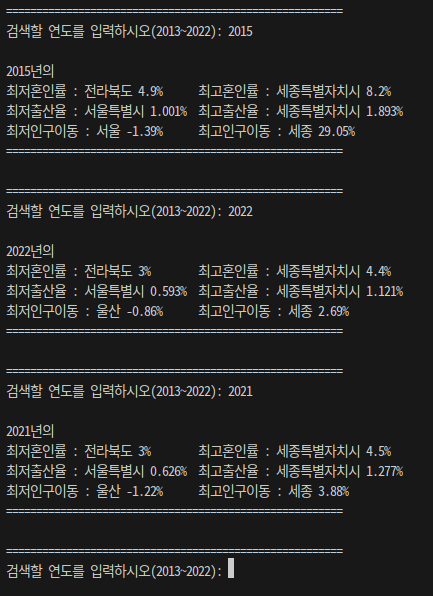 ========================================================
검색할 연도를 입력하시오(2013~2022): 2015
2015년의
최저혼인률 : 전라북도 4.9% 최고혼인률 : 세종특별자치시 8.2%
최저출산율 : 서울특별시 1.001% 최고출산율 : 세종특별자치시 1.893%
최저인구이동 : 서울 -1.39% 최고인구이동 : 세종 29.05%
========================================================
========================================================
검색할 연도를 입력하시오(2013~2022): 2022
2022년의
최저혼인률 : 전라북도 3% 최고혼인률 : 세종특별자치시 4.4%
최저출산율 : 서울특별시 0.593% 최고출산율 : 세종특별자치시 1.121%
최저인구이동 : 울산 -0.86% 최고인구이동 : 세종 2.69%
========================================================
========================================================
검색할 연도를 입력하시오(2013~2022): 2021
2021년의
최저혼인률 : 전라북도 3% 최고혼인률 : 세종특별자치시 4.5%
최저출산율 : 서울특별시 0.626% 최고출산율 : 세종특별자치시 1.277%
최저인구이동 : 울산 -1.22% 최고인구이동 : 세종 3.88%
========================================================
========================================================
검색할 연도를 입력하시오(2013~2022):